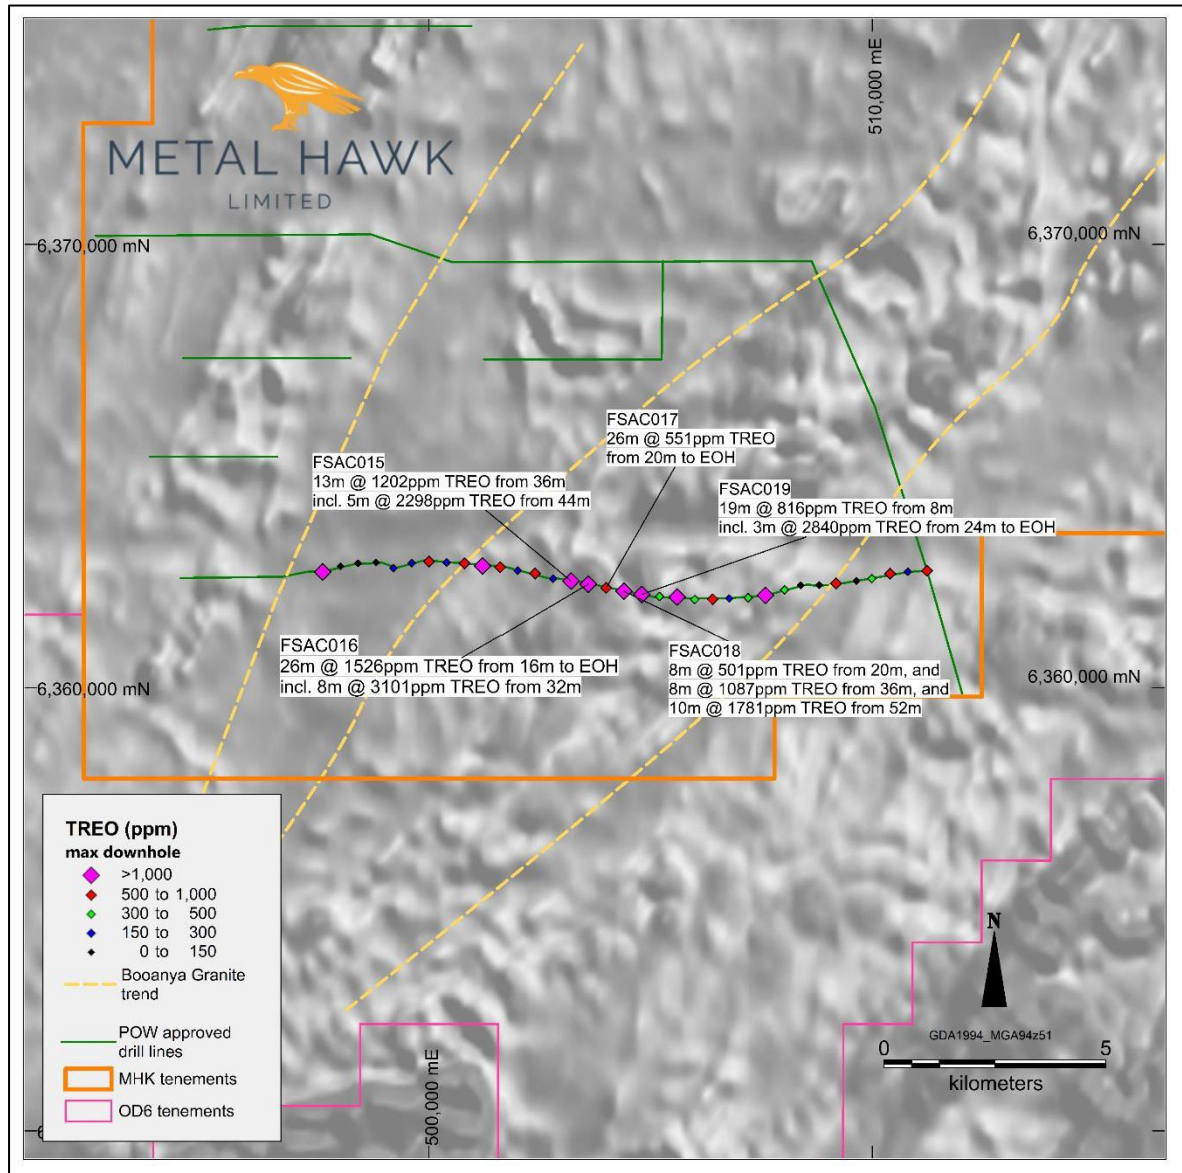 510,000 mE
METAL HAWK
LIMITED
6,370,000 mN
6,370,000 mN
FSAC017
26m @ 551ppm TREO
from 20m to EOH
FSAC015
13m @ 1202ppm TREO from 36m
incl. 5m @ 2298ppm TREO from 44m
FSAC019
19m @ 816ppm TREO from 8m
incl. 3m @ 2840ppm TREO from 24m to EOH
FSAC016
26m @ 1526ppm TREO from 16m to EOH
incl. 8m @ 3101ppm TREO from 32m
FSAC018
8m @ 501ppm TREO from 20m, and
8m @ 1087ppm TREO from 36m, and
10m @ 1781ppm TREO from 52m
6,360,000 mN
6,360,000 mN
TREO (ppm)
max downhole
>1,000
500 to 1,000
300 to 500
150 to 300
0 to 150
Booanya Granite
trend
POW approved
drill lines
MHK tenements
OD6 tenements
N
GDA1994_MGA94z51
0 5
kilometers
500,000 mE